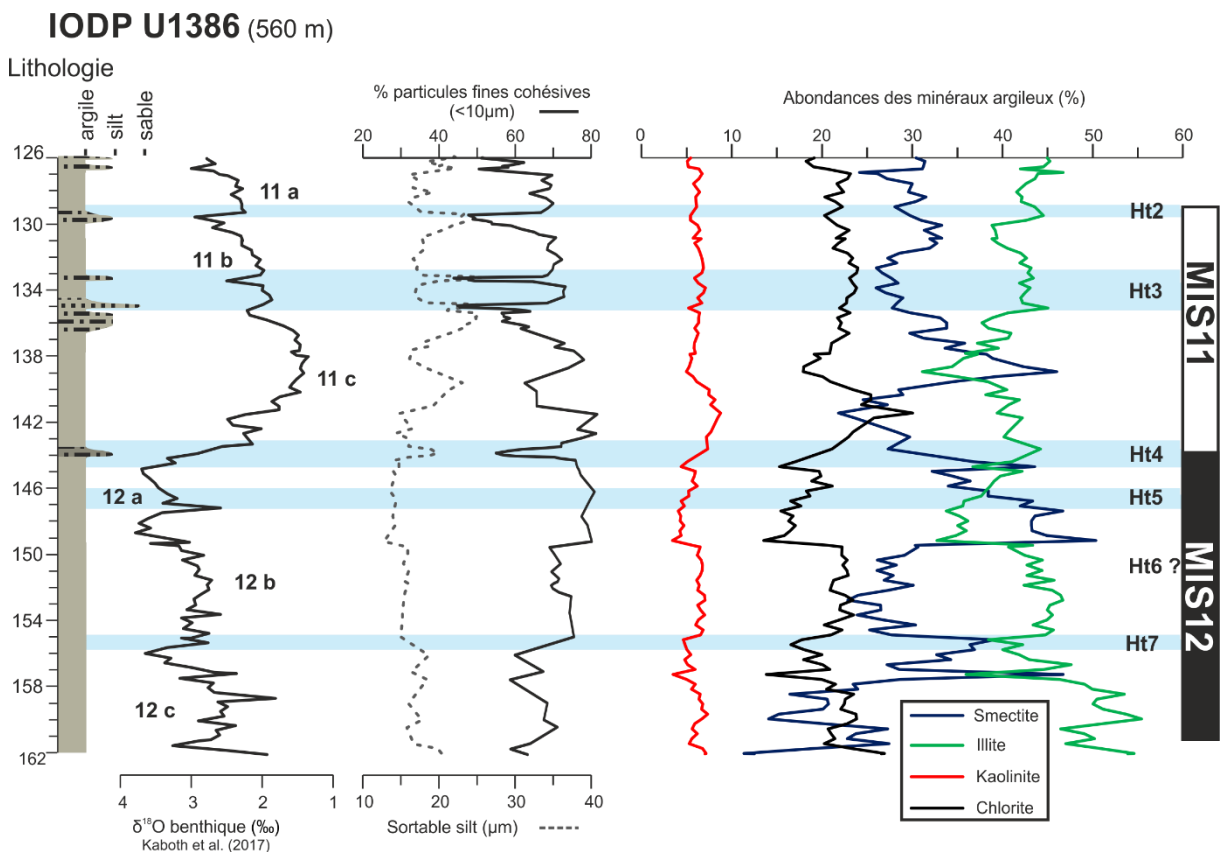 IODP U1386 (560 m)
Lithologie
argile
silt
sable
% particules fines cohésives
(<10µm)
20 40 60 80
Abondances des minéraux argileux (%)
0 10 20 30 40 50 60
126
130
134
138
142
146
150
154
158
162
11 a
11 b
11 c
12 a
12 b
12 c
Ht2
Ht3
Ht4
Ht5
Ht6 ?
Ht7
MIS11
MIS12
Smectite
Illite
Kaolinite
Chlorite
4 3 2 1
δ¹⁸O benthique (‰)
Kaboth et al. (2017)
10 20 30 40
Sortable silt (µm)